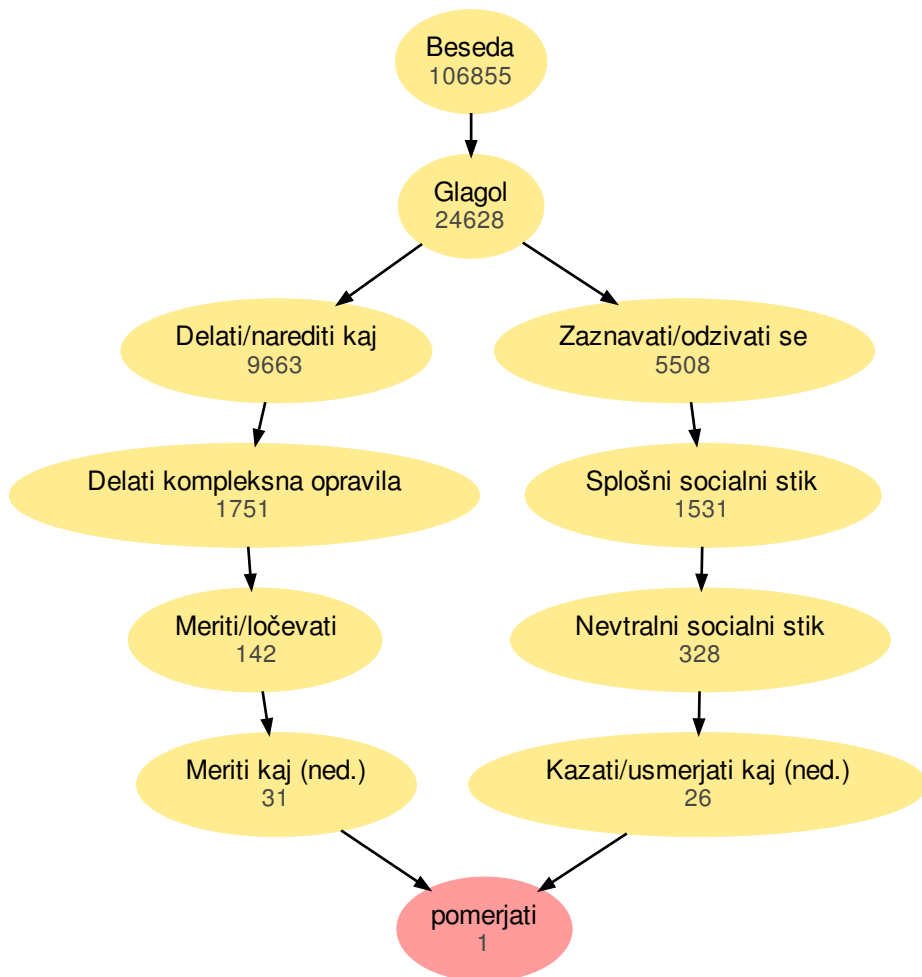 Beseda
106855
Glagol
24628
Delati/narediti kaj
9663
Zaznavati/odzivati se
5508
Delati kompleksna opravila
1751
Splošni socialni stik
1531
Meriti/ločevati
142
Nevtralni socialni stik
328
Meriti kaj (ned.)
31
Kazati/usmerjati kaj (ned.)
26
pomerjati
1